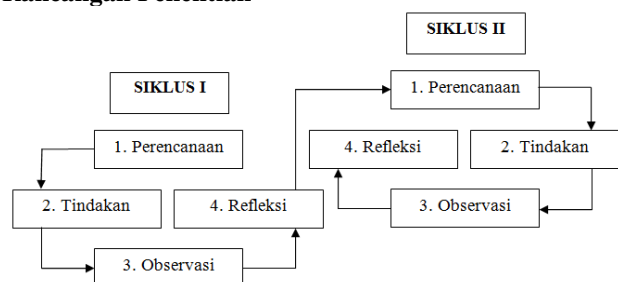 Rancangan Penelitian
SIKLUS I
1. Perencanaan
2. Tindakan
4. Refleksi
3. Observasi
SIKLUS II
1. Perencanaan
4. Refleksi
2. Tindakan
3. Observasi